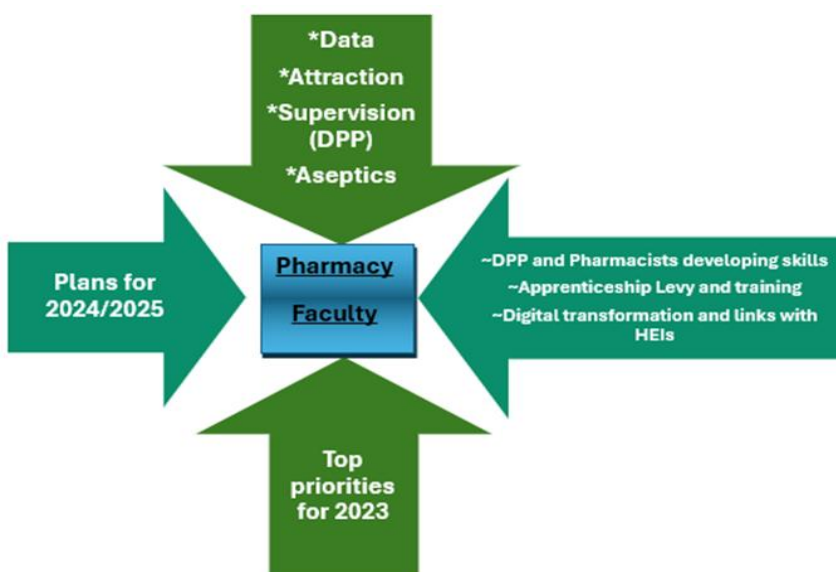 *Data
*Attraction
*Supervision
(DPP)
*Aseptics
Plans for
2024/2025
Pharmacy
Faculty
~DPP and Pharmacists developing skills
~Apprenticeship Levy and training
~Digital transformation and links with
HEIs
Top
priorities
for 2023